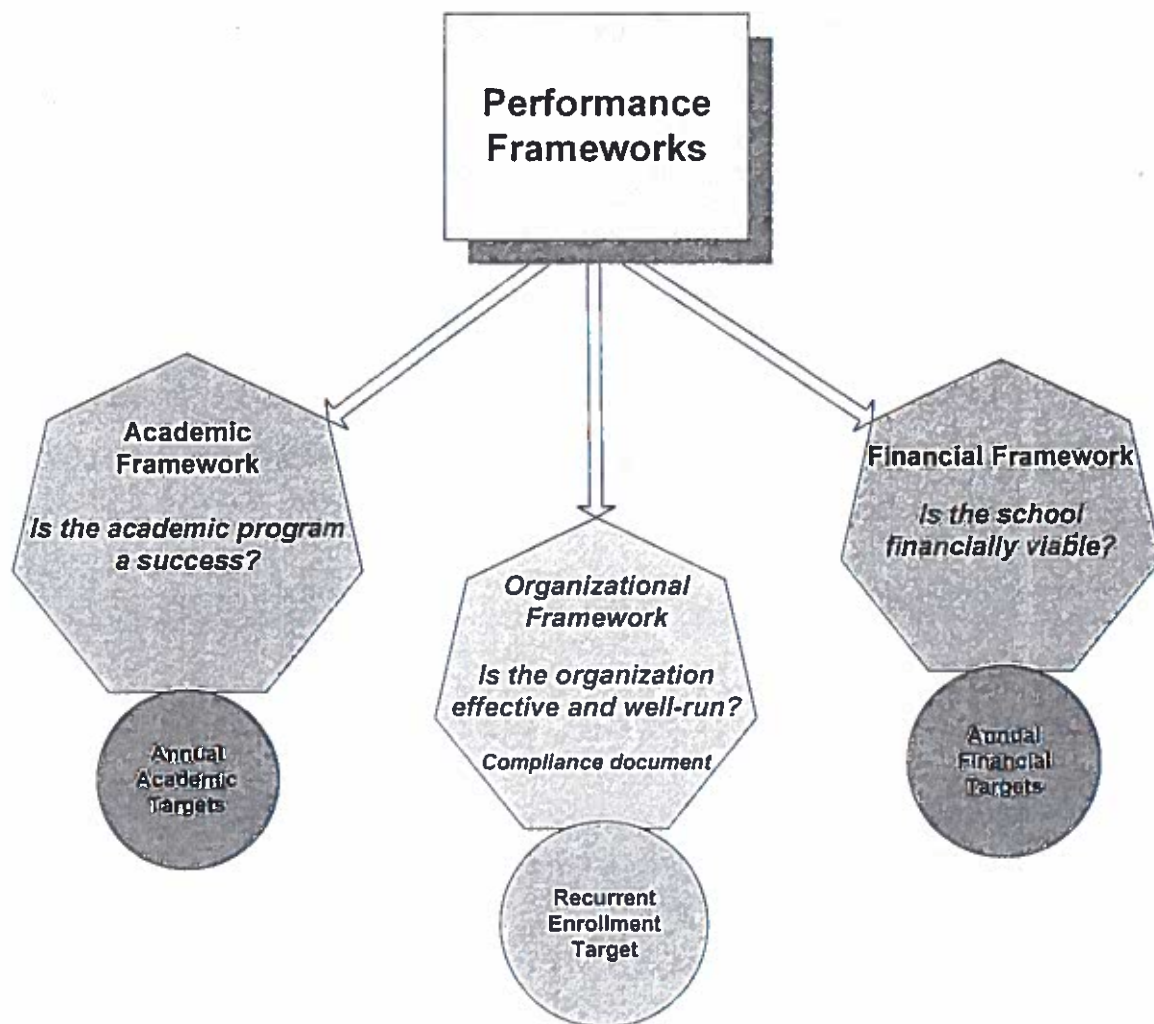 Performance
Frameworks
Academic
Framework
Is the academic program
a success?
Annual
Academic
Targets
Organizational
Framework
Is the organization
effective and well-run?
Compliance document
Recurrent
Enrollment
Target
Financial Framework
Is the school
financially viable?
Annual
Financial
Targets